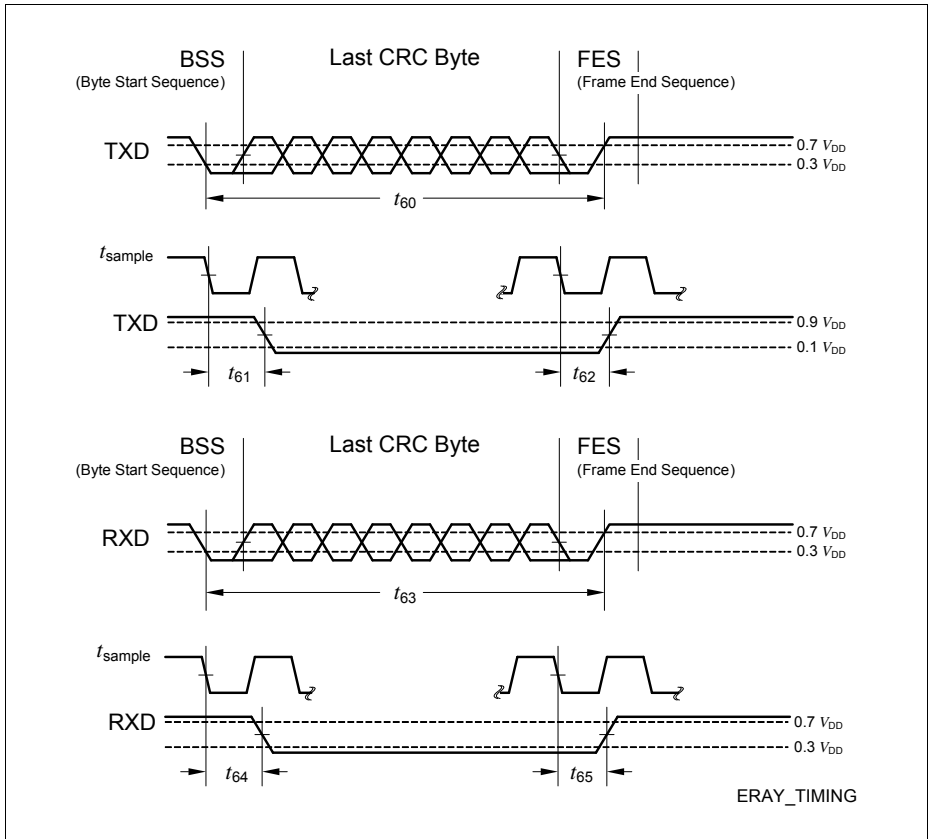 BSS Last CRC Byte FES
(Byte Start Sequence) (Frame End Sequence)
TXD
0.7 VDD
0.3 VDD
t60
tsample
TXD
0.9 VDD
0.1 VDD
t61 t62
BSS Last CRC Byte FES
(Byte Start Sequence) (Frame End Sequence)
RXD
0.7 VDD
0.3 VDD
t63
tsample
RXD
0.7 VDD
0.3 VDD
t64 t65
ERAY_TIMING